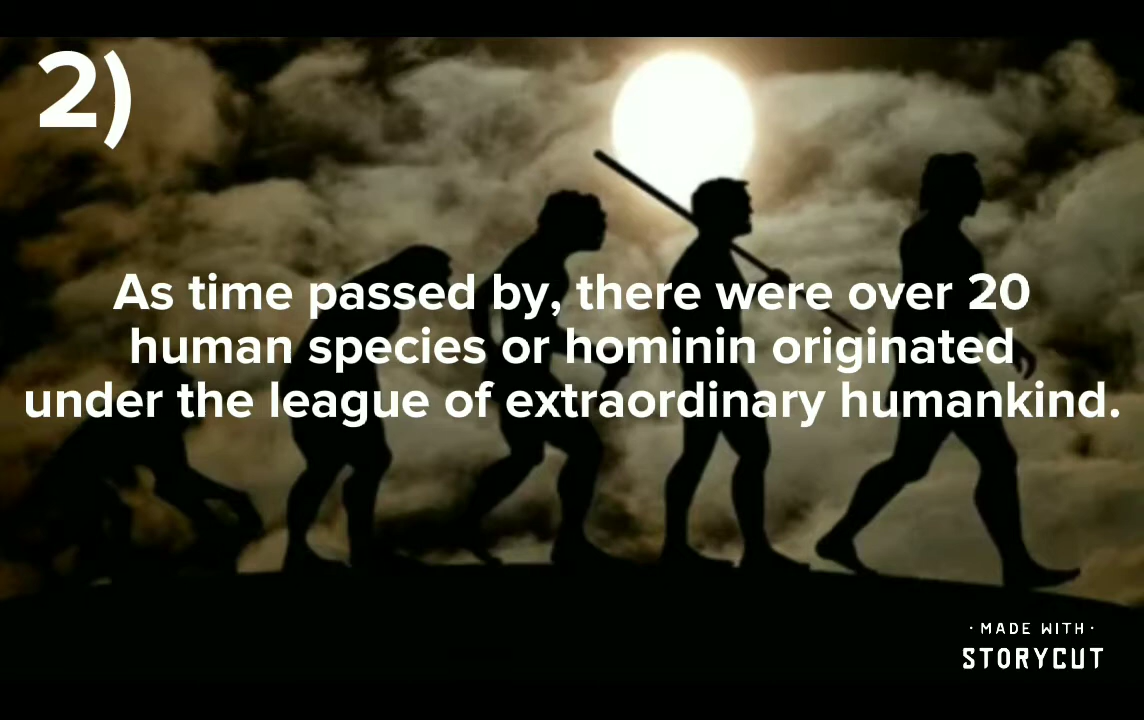 2)
As time passed by, there were over 20
human species or hominin originated
under the league of extraordinary humankind.
· MADE WITH ·
STORYCUT